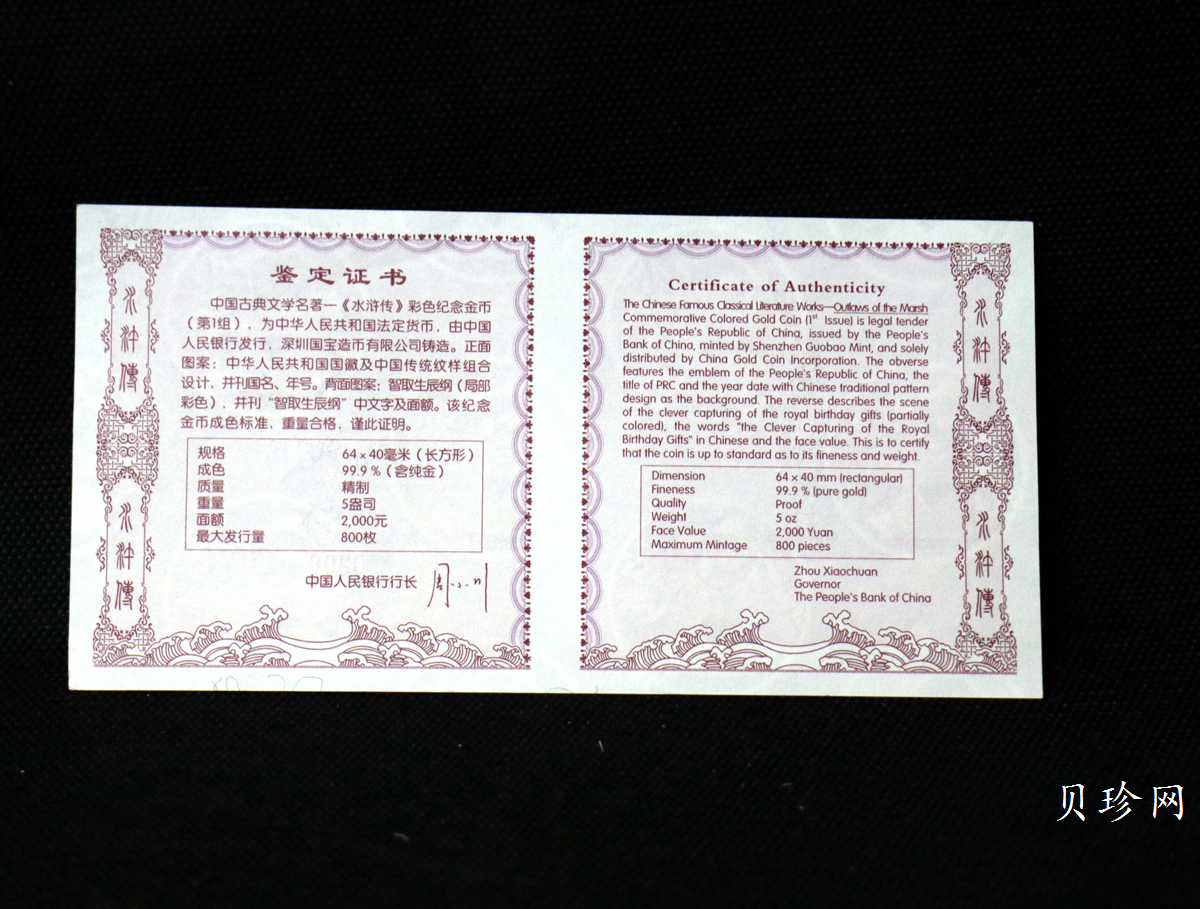 鉴定证书
中国古典文学名著一《水浒传》彩色纪念金币
（第1组），为中华人民共和国法定货币，由中国
人民银行发行，深圳国宝造币有限公司铸造。正面
图案：中华人民共和国国徽及中国传统纹样组合
设计，并刊国名、年号。背面图案：智取生辰纲（局部
彩色），并刊“智取生辰纲”中文字及面额。该纪念
金币成色标准，重量合格，谨此证明。
规格 64×40毫米（长方形）
成色 99.9％（含纯金）
质量 精制
重量 5盎司
面额 2,000元
最大发行量 800枚
中国人民银行行长 周小川
水浒傳
水浒傳
Certificate of Authenticity
The Chinese Famous Classical Literature Works—Outlaws of the Marsh
Commemorative Colored Gold Coin (1st Issue) is legal tender
of the People's Republic of China, issued by the People's
Bank of China, minted by Shenzhen Guobao Mint, and solely
distributed by China Gold Coin Incorporation. The obverse
features the emblem of the People's Republic of China, the
title of PRC and the year date with Chinese traditional pattern
design as the background. The reverse describes the scene
of the clever capturing of the royal birthday gifts (partially
colored), the words "the Clever Capturing of the Royal
Birthday Gifts" in Chinese and the face value. This is to certify
that the coin is up to standard as to its fineness and weight.
Dimension 64×40 mm (rectangular)
Fineness 99.9 % (pure gold)
Quality Proof
Weight 5 oz
Face Value 2,000 Yuan
Maximum Mintage 800 pieces
Zhou Xiaochuan
Governor
The People's Bank of China
水浒傳
水浒傳
贝珍网